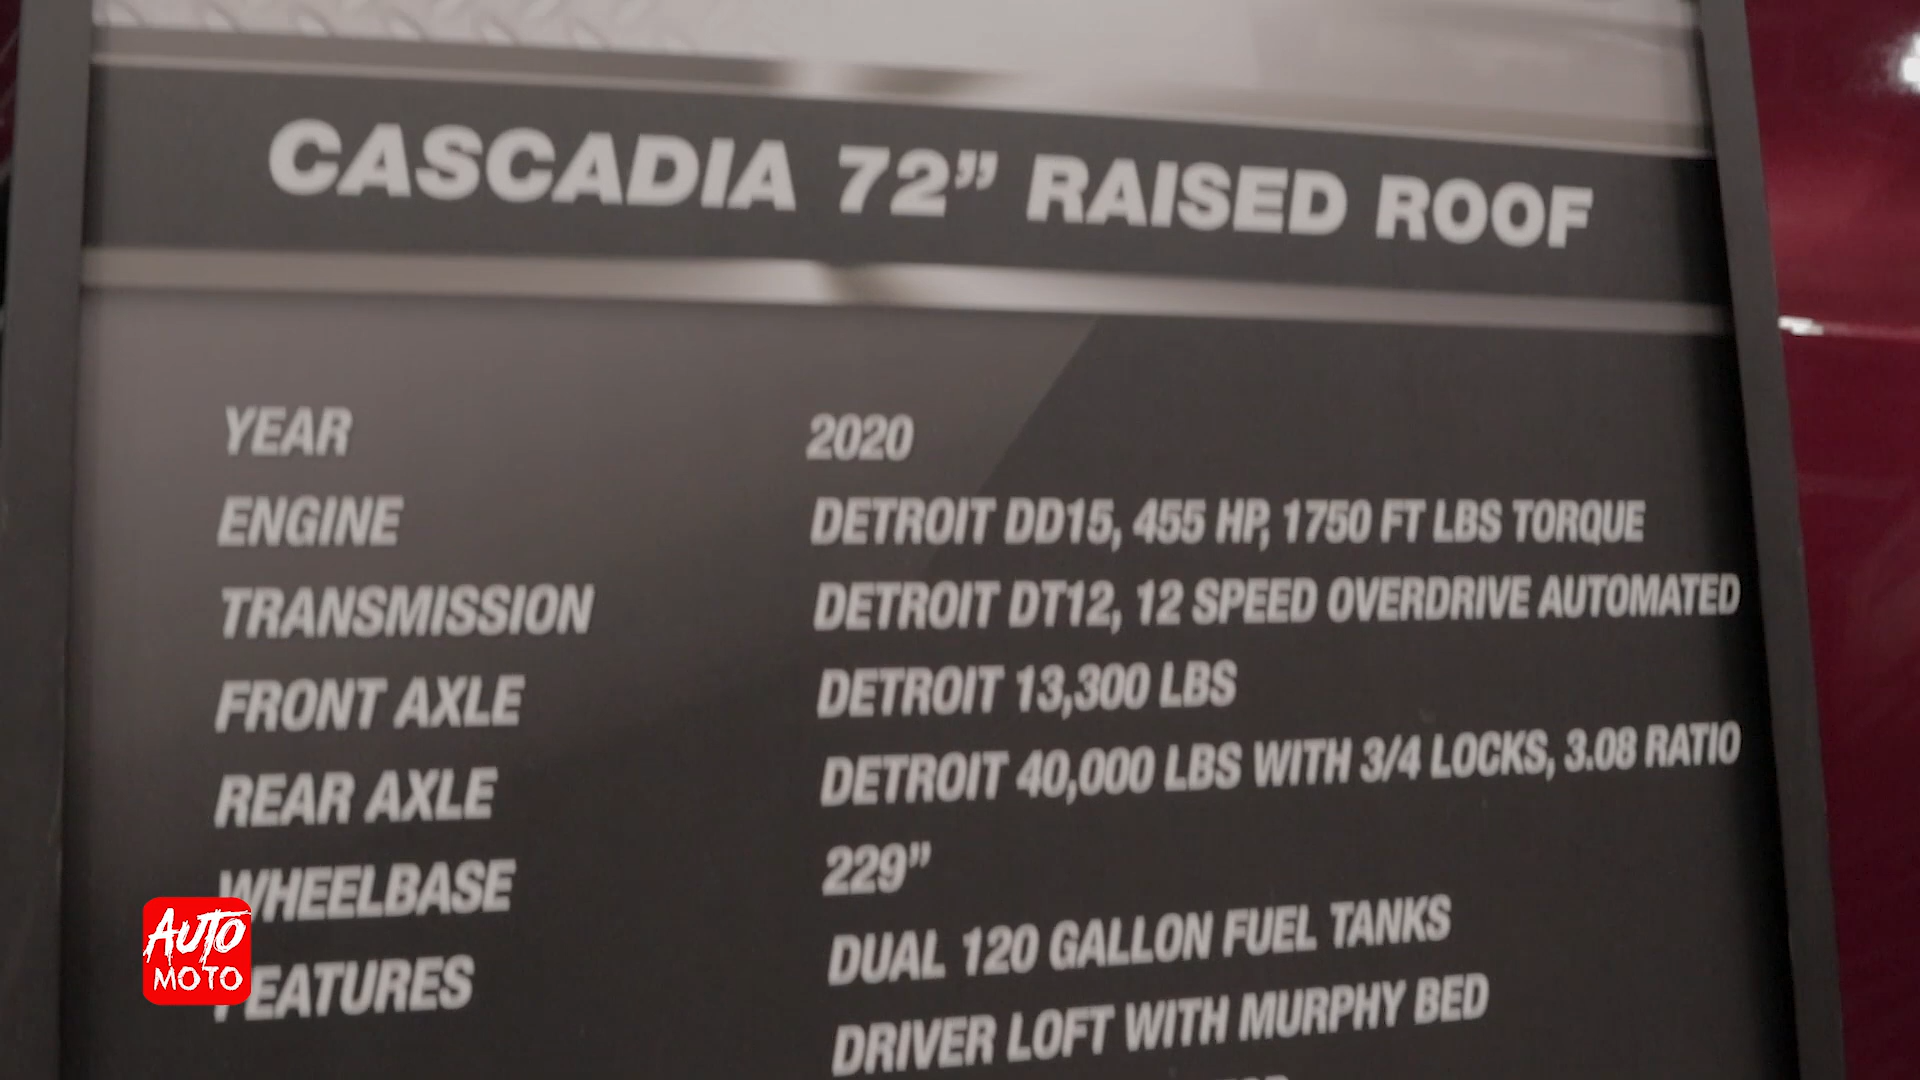 CASCADIA 72” RAISED ROOF
YEAR 2020
ENGINE DETROIT DD15, 455 HP, 1750 FT LBS TORQUE
TRANSMISSION DETROIT DT12, 12 SPEED OVERDRIVE AUTOMATED
FRONT AXLE DETROIT 13,300 LBS
REAR AXLE DETROIT 40,000 LBS WITH 3/4 LOCKS, 3.08 RATIO
WHEELBASE 229”
FEATURES DUAL 120 GALLON FUEL TANKS
DRIVER LOFT WITH MURPHY BED
AUTO
MOTO